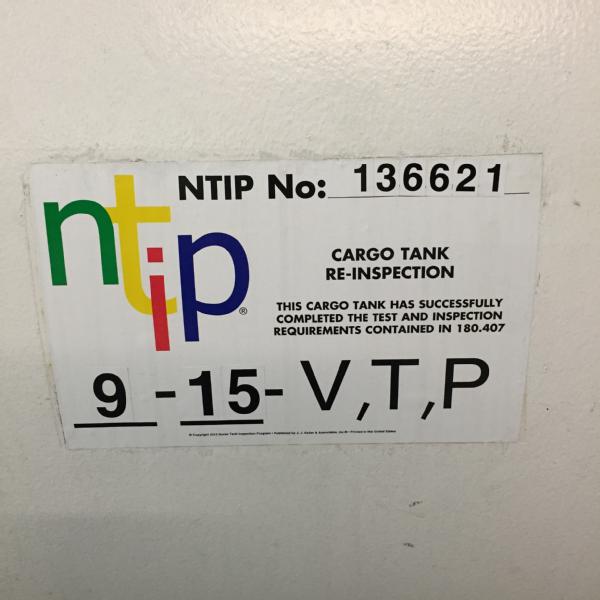 ntip®
NTIP No: 136621
CARGO TANK
RE-INSPECTION
THIS CARGO TANK HAS SUCCESSFULLY
COMPLETED THE TEST AND INSPECTION
REQUIREMENTS CONTAINED IN 180.407
9 - 15 - V,T,P